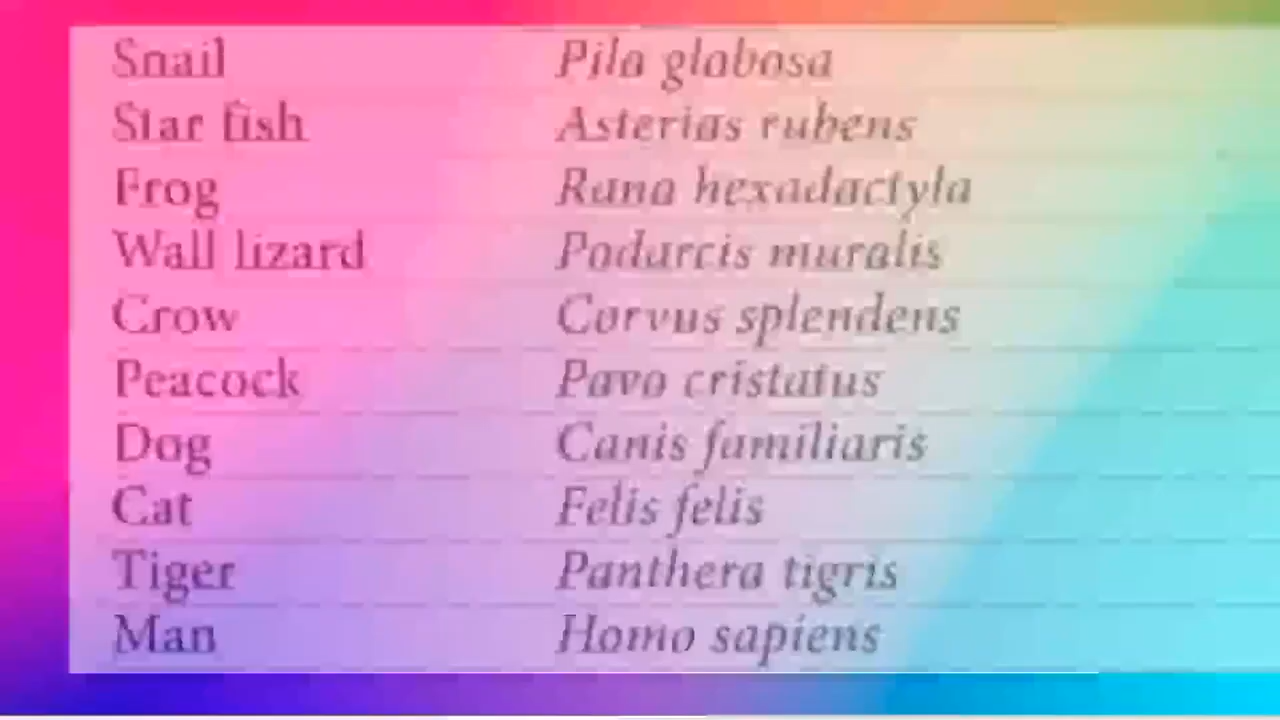 Snail Pila globosa
Star fish Asterias rubens
Frog Rana hexadactyla
Wall lizard Podarcis muralis
Crow Corvus splendens
Peacock Pavo cristatus
Dog Canis familiaris
Cat Felis felis
Tiger Panthera tigris
Man Homo sapiens